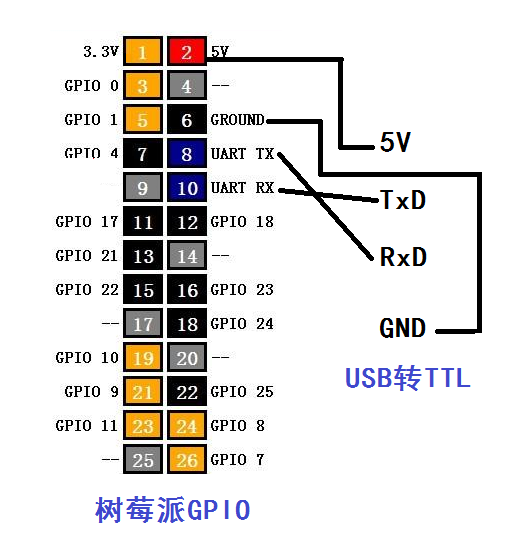 3.3V 1 2 5V
GPIO 0 3 4 --
GPIO 1 5 6 GROUND
GPIO 4 7 8 UART TX
9 10 UART RX
GPIO 17 11 12 GPIO 18
GPIO 21 13 14 --
GPIO 22 15 16 GPIO 23
-- 17 18 GPIO 24
GPIO 10 19 20 --
GPIO 9 21 22 GPIO 25
GPIO 11 23 24 GPIO 8
-- 25 26 GPIO 7
树莓派GPIO
5V
TxD
RxD
GND
USB转TTL